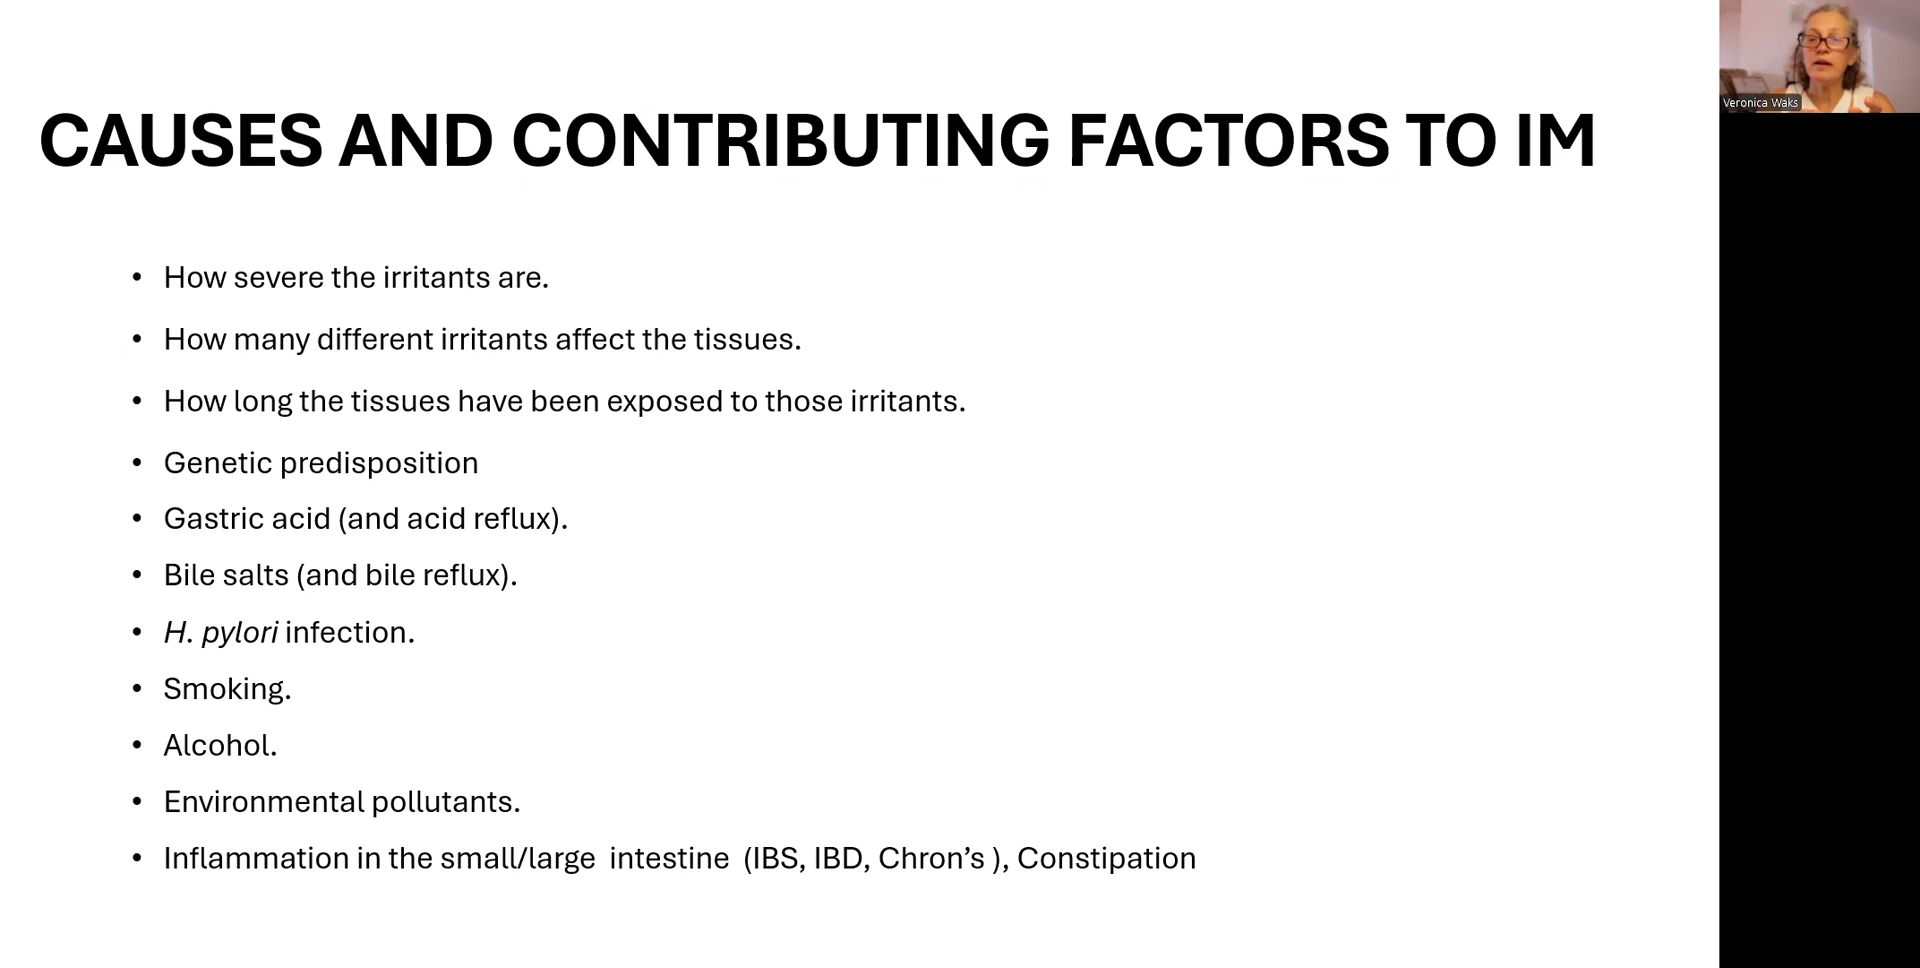 CAUSES AND CONTRIBUTING FACTORS TO IM
• How severe the irritants are.
• How many different irritants affect the tissues.
• How long the tissues have been exposed to those irritants.
• Genetic predisposition
• Gastric acid (and acid reflux).
• Bile salts (and bile reflux).
• H. pylori infection.
• Smoking.
• Alcohol.
• Environmental pollutants.
• Inflammation in the small/large  intestine  (IBS, IBD, Chron’s ), Constipation
Veronica Waks